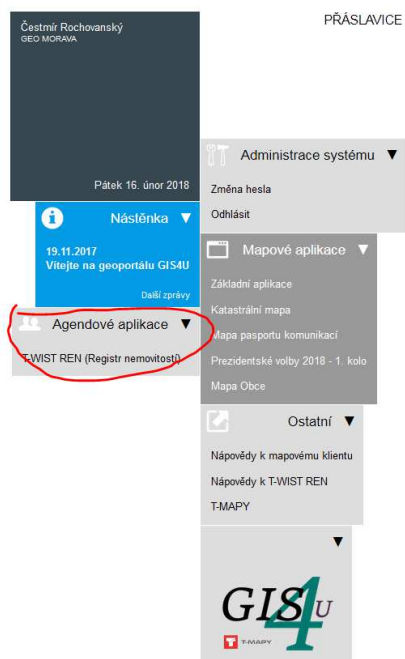 PŘÁSLAVICE
Čestmír Rochovanský
GEO MORAVA
Pátek 16. únor 2018
Administrace systému
Změna hesla
Odhlásit
Nástěnka
19.11.2017
Vítejte na geoportálu GIS4U
Další zprávy
Mapové aplikace
Základní aplikace
Katastrální mapa
Mapa pasportu komunikací
Prezidentské volby 2018 - 1. kolo
Mapa Obce
Agendové aplikace
T-WIST REN (Registr nemovitostí)
Ostatní
Nápovědy k mapovému klientu
Nápovědy k T-WIST REN
T-MAPY
GIS4U
T-MAPY